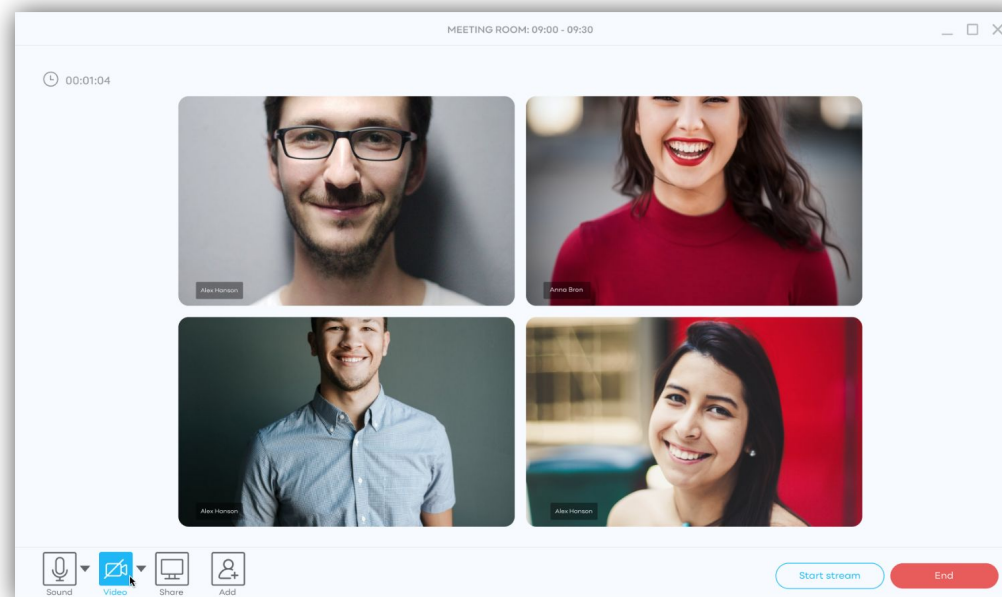 MEETING ROOM: 09:00 - 09:30
00:01:04
Alex Hanson
Anna Bron
Alex Hanson
Alex Hanson
Sound
Video
Share
Add
Start stream
End